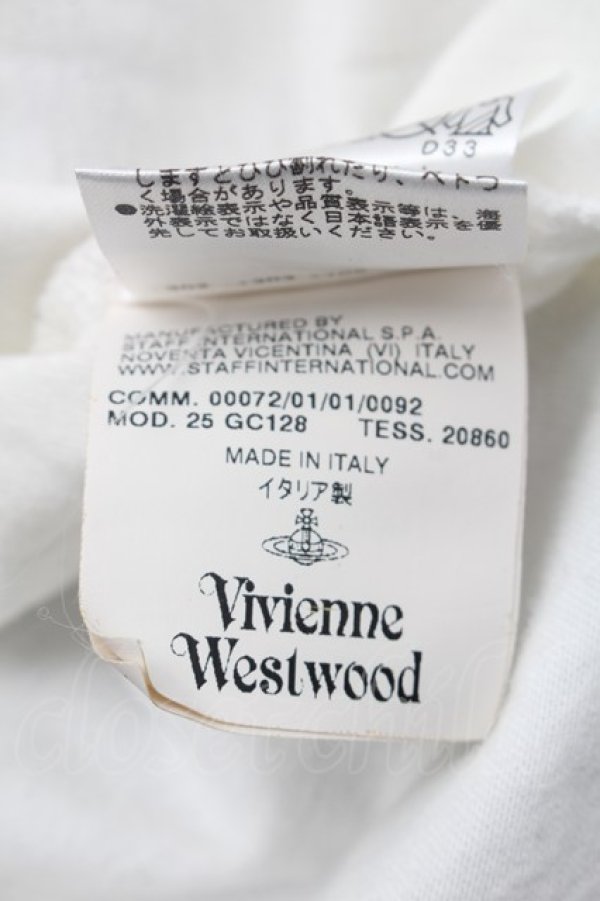 D33
しますとひび割れたり、ベトつ
く場合があります。
●洗濯絵表示や品質表示等は、海
外表示ではなく日本語表示を優
先してお取扱いください。
MANUFACTURED BY
STAFF INTERNATIONAL S.P.A.
NOVENTA VICENTINA (VI) ITALY
WWW.STAFFINTERNATIONAL.COM
COMM. 00072/01/01/0092
MOD. 25 GC128 TESS. 20860
MADE IN ITALY
イタリア製
Vivienne
Westwood
closet child